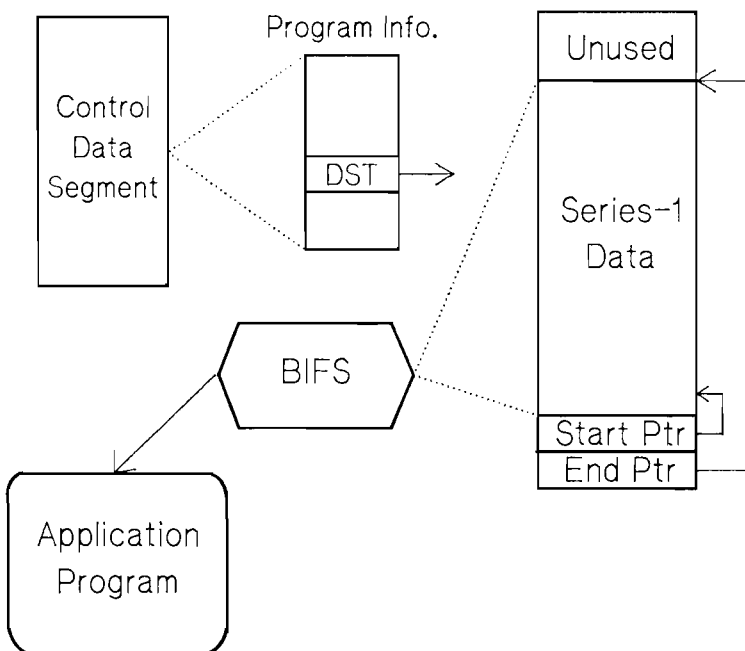 Program Info.
Unused
Control
Data
Segment
DST
Series-1
Data
BIFS
Start Ptr
End Ptr
Application
Program